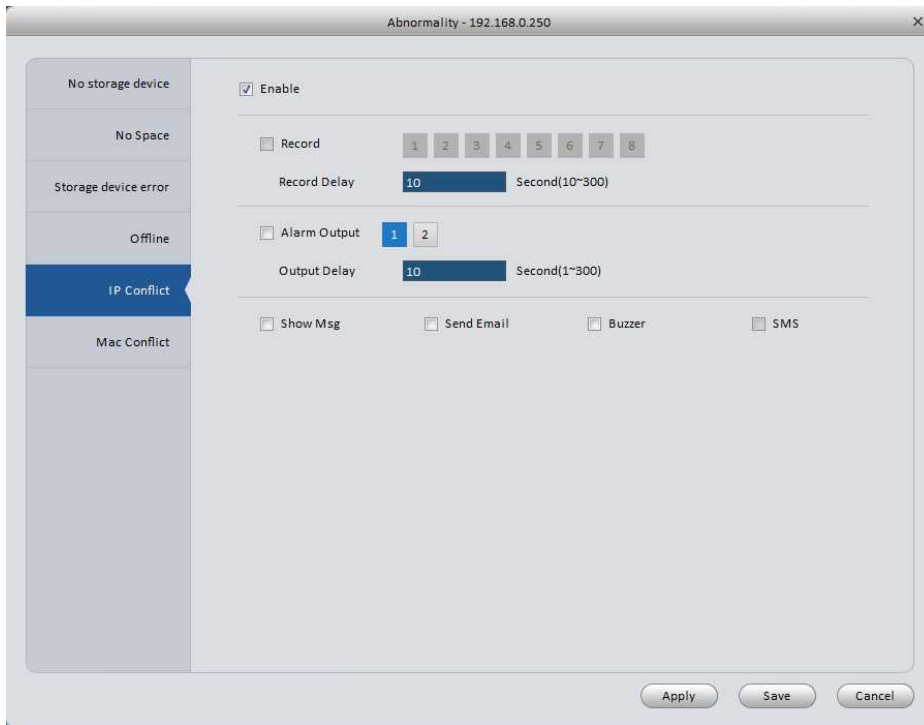 Abnormality - 192.168.0.250
No storage device
No Space
Storage device error
Offline
IP Conflict
Mac Conflict
Enable
Record 1 2 3 4 5 6 7 8
Record Delay 10 Second(10~300)
Alarm Output 1 2
Output Delay 10 Second(1~300)
Show Msg Send Email Buzzer SMS
Apply Save Cancel